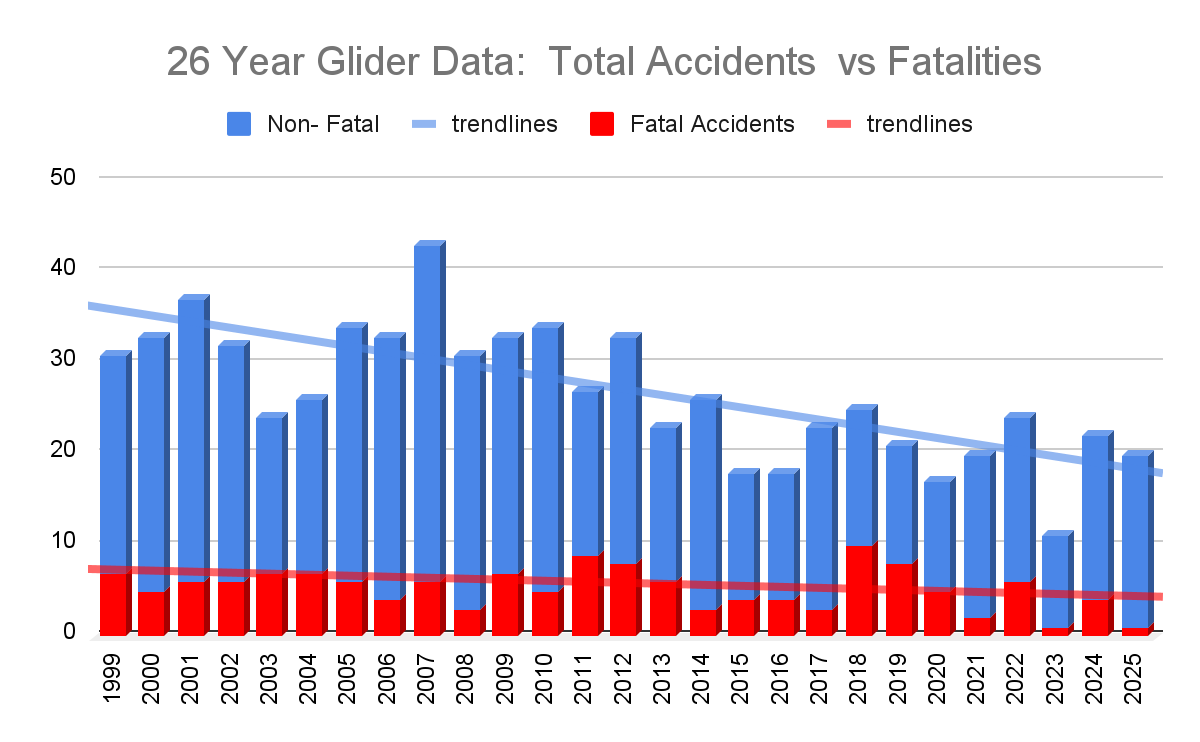 26 Year Glider Data:  Total Accidents  vs Fatalities
Non- Fatal trendlines Fatal Accidents trendlines
50
40
30
20
10
0
1999 2000 2001 2002 2003 2004 2005 2006 2007 2008 2009 2010 2011 2012 2013 2014 2015 2016 2017 2018 2019 2020 2021 2022 2023 2024 2025